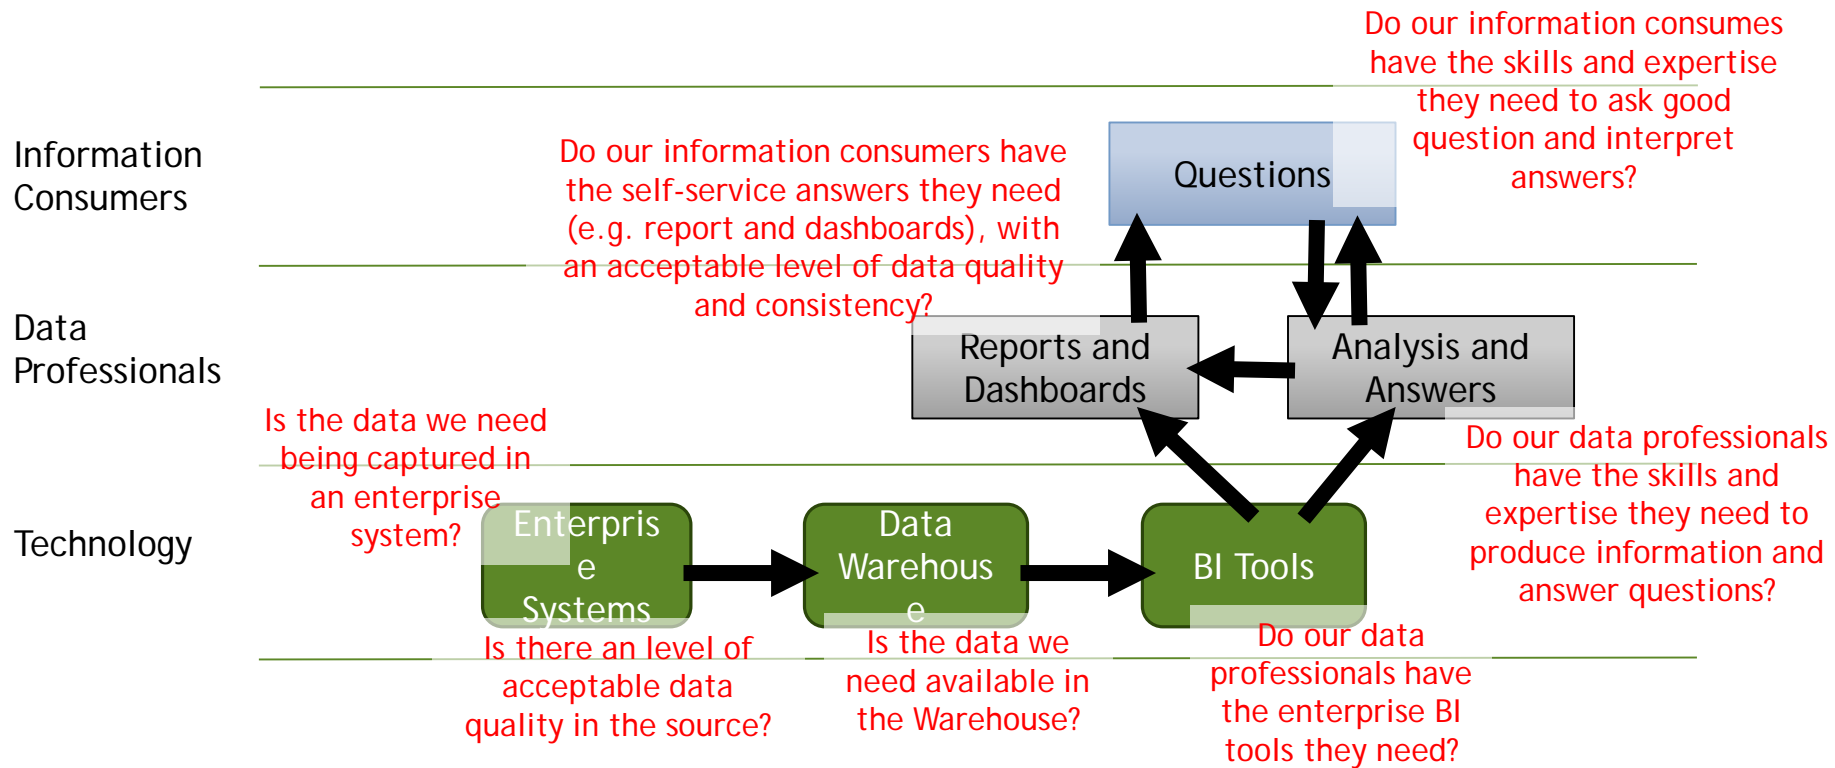 Do our information consumes
have the skills and expertise
they need to ask good
question and interpret
answers?
Information
Consumers
Do our information consumers have
the self-service answers they need
(e.g. report and dashboards), with
an acceptable level of data quality
and consistency?
Questions
Data
Professionals
Reports and
Dashboards
Analysis and
Answers
Is the data we need
being captured in
an enterprise
system?
Do our data professionals
have the skills and
expertise they need to
produce information and
answer questions?
Technology
Enterpris
e
Systems
Data
Warehous
e
BI Tools
Is there an level of
acceptable data
quality in the source?
Is the data we
need available in
the Warehouse?
Do our data
professionals have
the enterprise BI
tools they need?